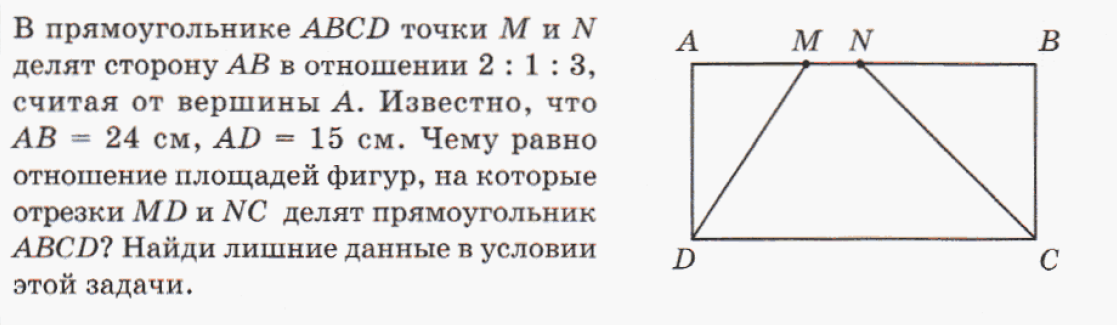 В прямоугольнике ABCD точки M и N
делят сторону AB в отношении 2 : 1 : 3,
считая от вершины A. Известно, что
AB = 24 см, AD = 15 см. Чему равно
отношение площадей фигур, на которые
отрезки MD и NC делят прямоугольник
ABCD? Найди лишние данные в условии
этой задачи.
A M N B
D C